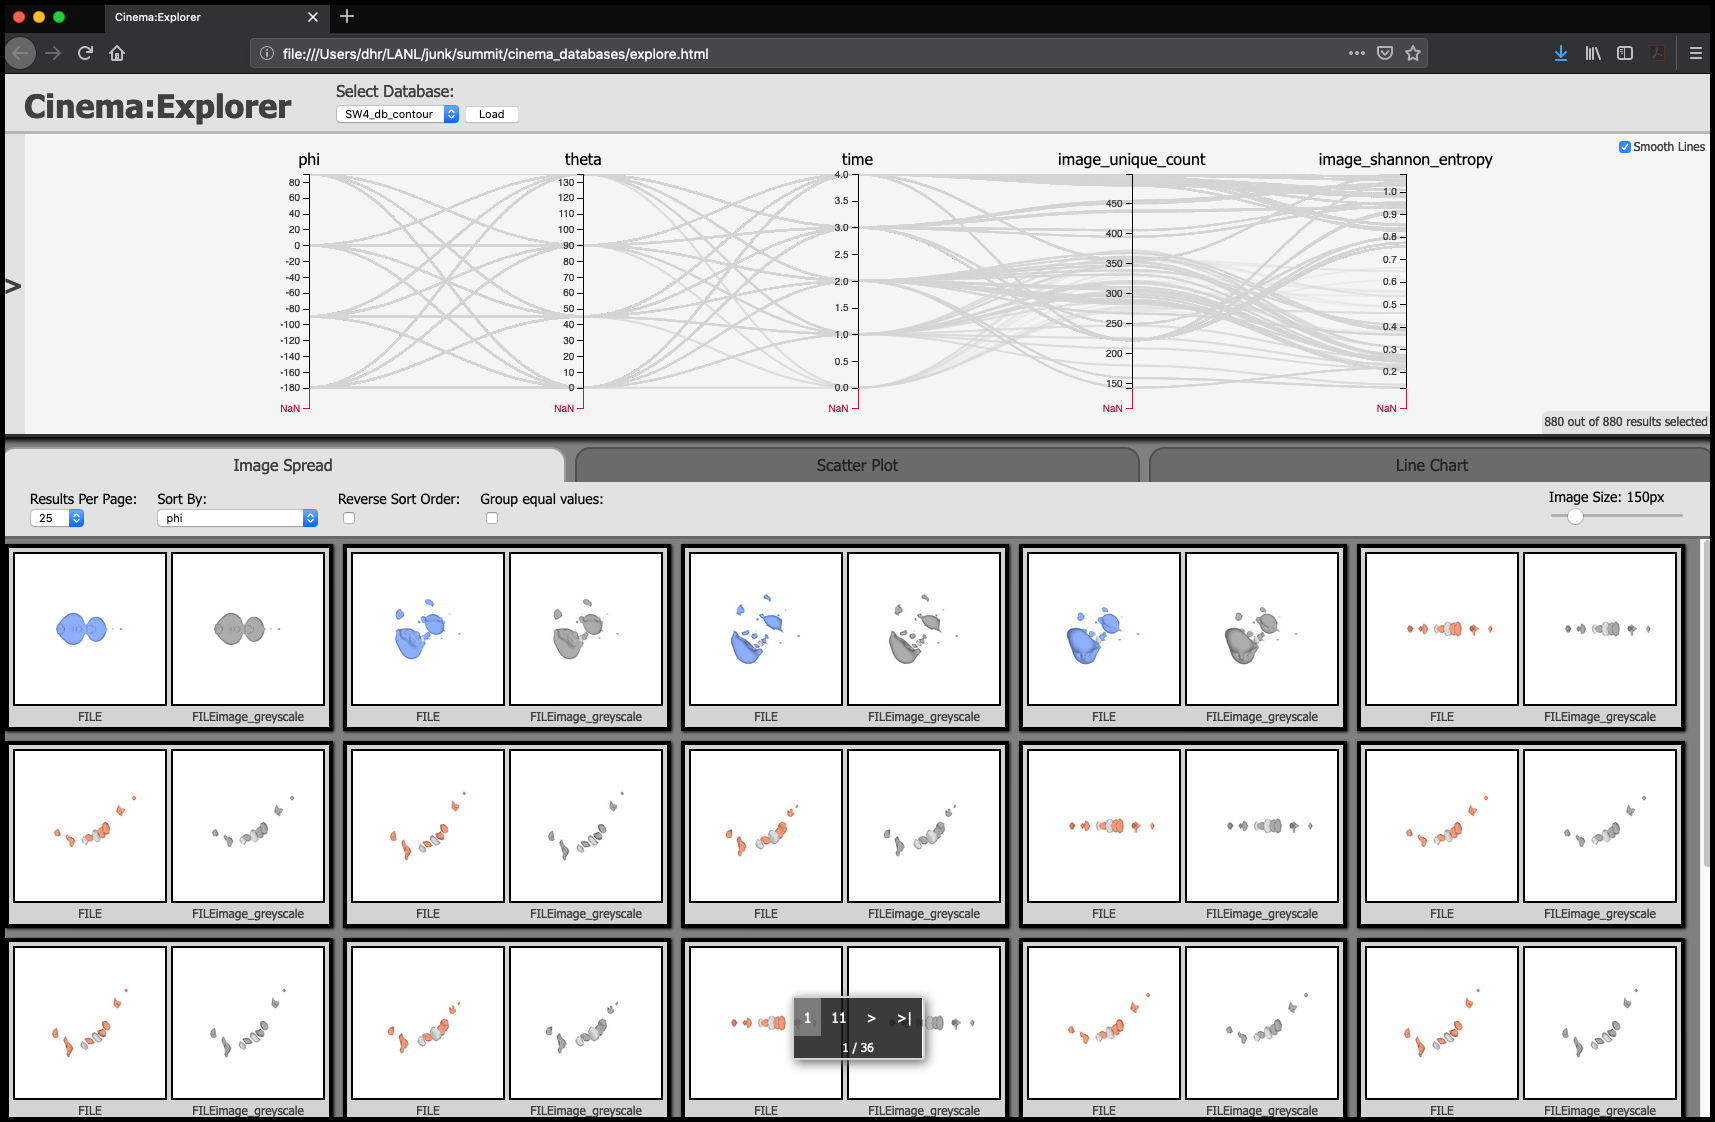 Cinema:Explorer
file:///Users/dhr/LANL/junk/summit/cinema_databases/explore.html
Cinema:Explorer
Select Database:
SW4_db_contour Load
Smooth Lines
phi theta time image_unique_count image_shannon_entropy
80
60
40
20
0
-20
-40
-60
-80
-100
-120
-140
-160
-180
NaN
130
120
110
100
90
80
70
60
50
40
30
20
10
0
NaN
4.0
3.5
3.0
2.5
2.0
1.5
1.0
0.5
0.0
NaN
450
400
350
300
250
200
150
NaN
1.0
0.9
0.8
0.7
0.6
0.5
0.4
0.3
0.2
NaN
880 out of 880 results selected
Image Spread Scatter Plot Line Chart
Results Per Page: Sort By: Reverse Sort Order: Group equal values: Image Size: 150px
25 phi
FILE FILEimage_greyscale FILE FILEimage_greyscale FILE FILEimage_greyscale FILE FILEimage_greyscale FILE FILEimage_greyscale
FILE FILEimage_greyscale FILE FILEimage_greyscale FILE FILEimage_greyscale FILE FILEimage_greyscale FILE FILEimage_greyscale
1 11 > >|
1 / 36
FILE FILEimage_greyscale FILE FILEimage_greyscale FILE FILEimage_greyscale FILE FILEimage_greyscale FILE FILEimage_greyscale